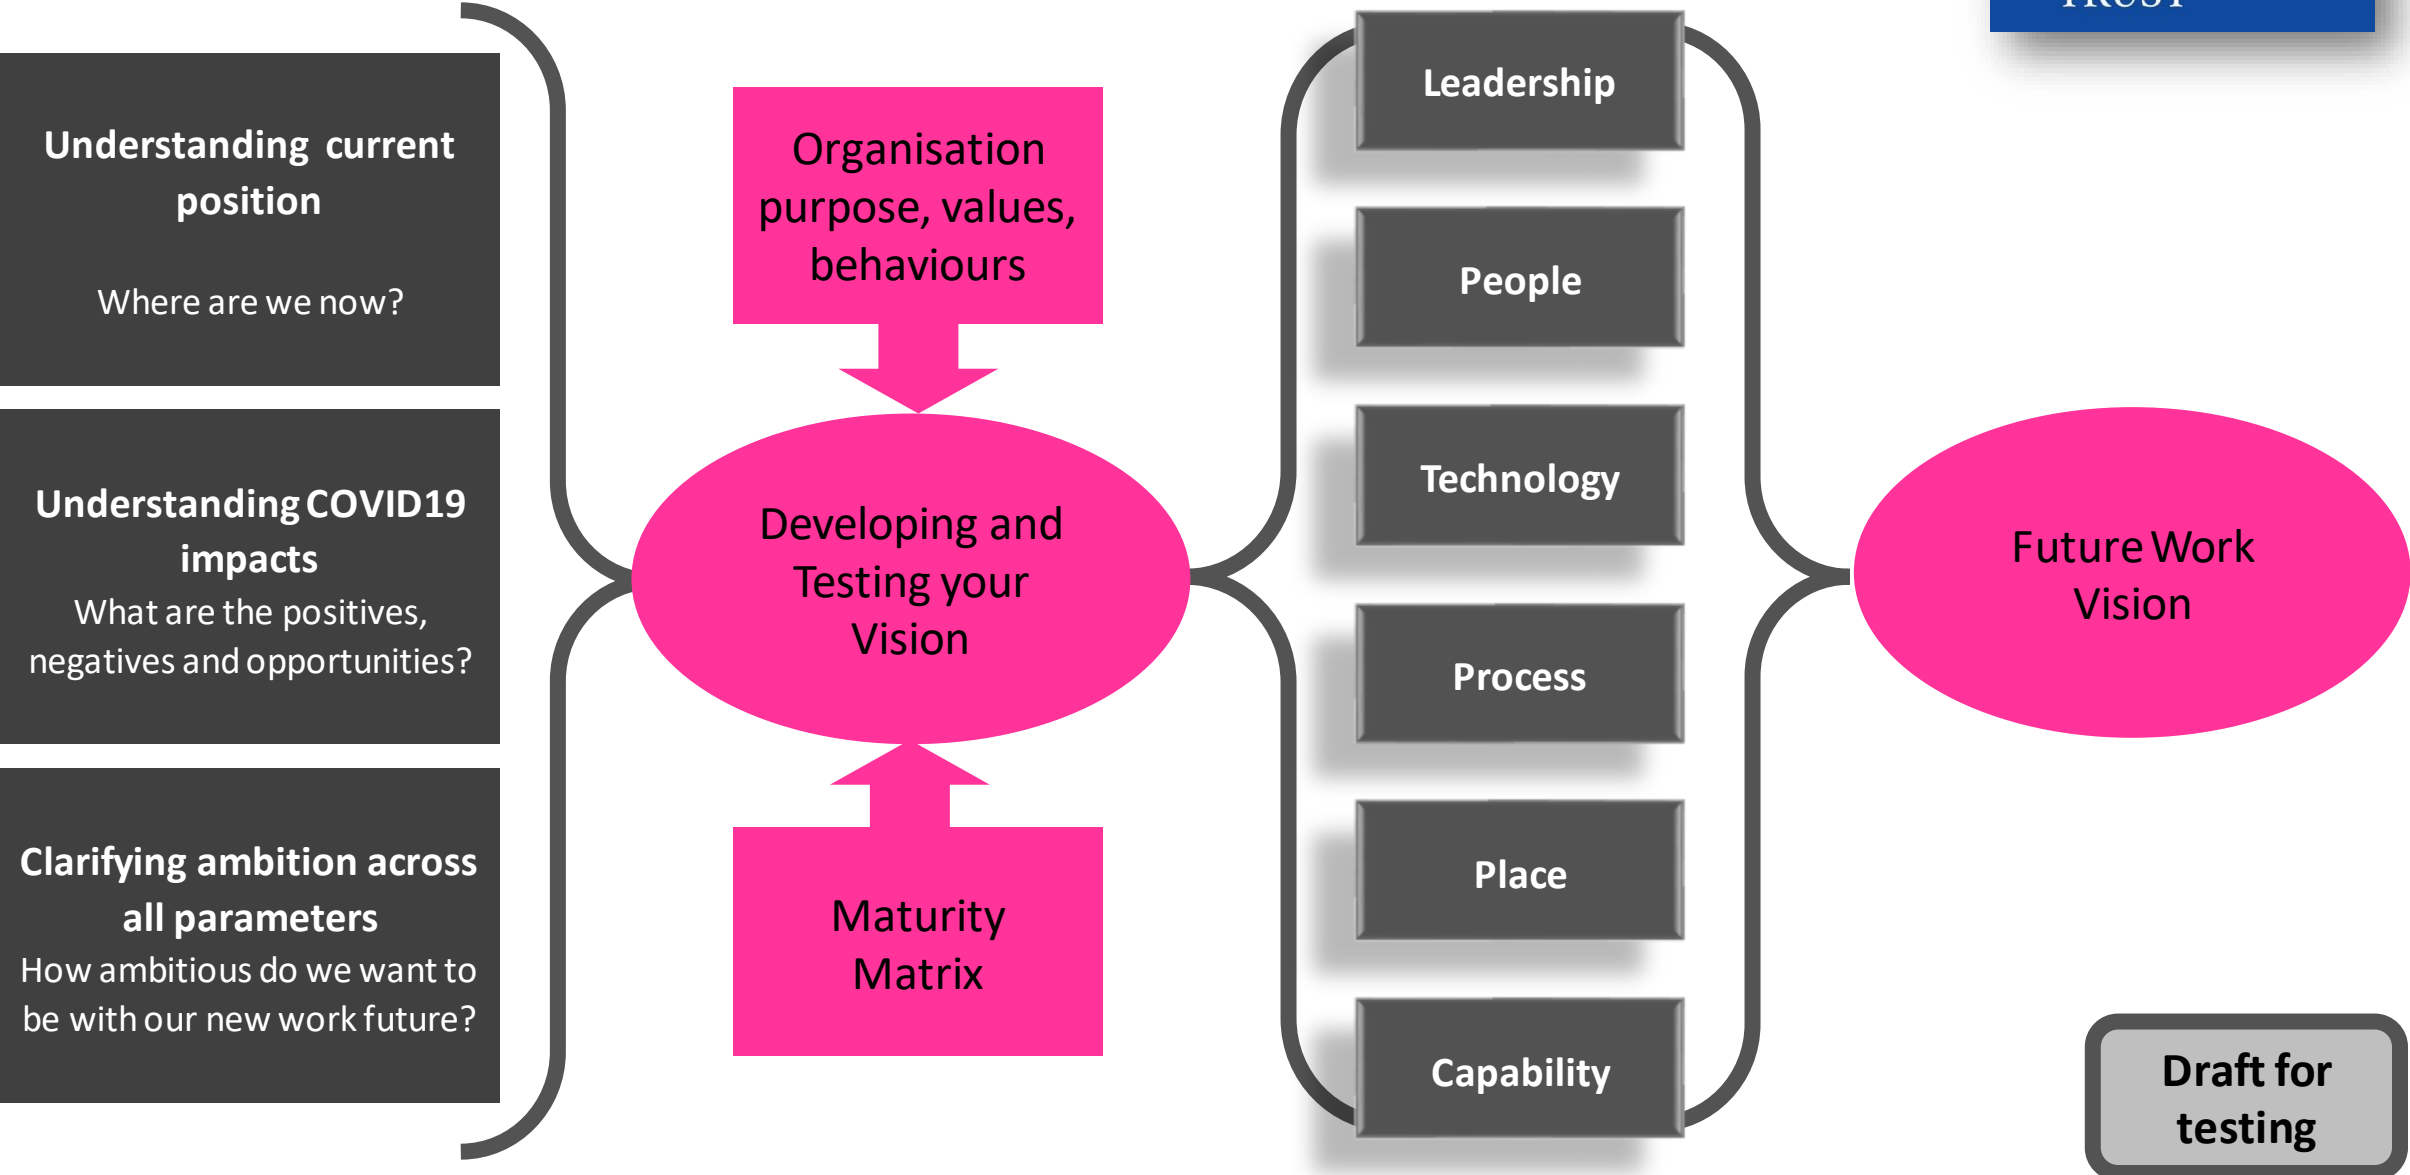 TRUST
Understanding current
position
Where are we now?
Understanding COVID19
impacts
What are the positives,
negatives and opportunities?
Clarifying ambition across
all parameters
How ambitious do we want to
be with our new work future?
Organisation
purpose, values,
behaviours
Developing and
Testing your
Vision
Maturity
Matrix
Leadership
People
Technology
Process
Place
Capability
Future Work
Vision
Draft for
testing